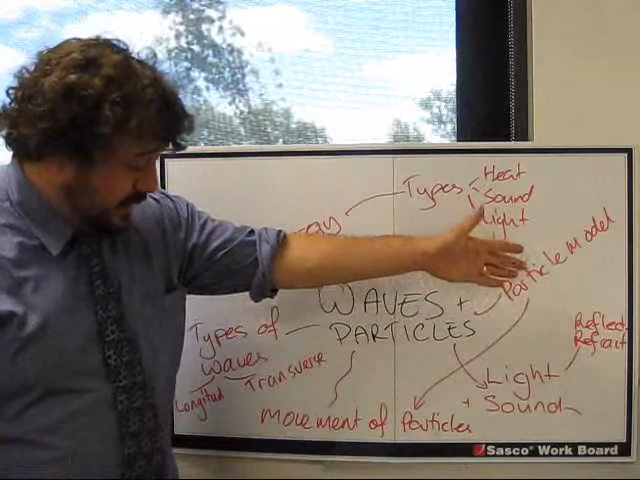 Types
Heat
Sound
Light
Particle Model
WAVES +
PARTICLES
Types of
waves
Longitud
Transverse
Movement of Particles
Light
+ Sound
Reflect
Refract
Sasco Work Board